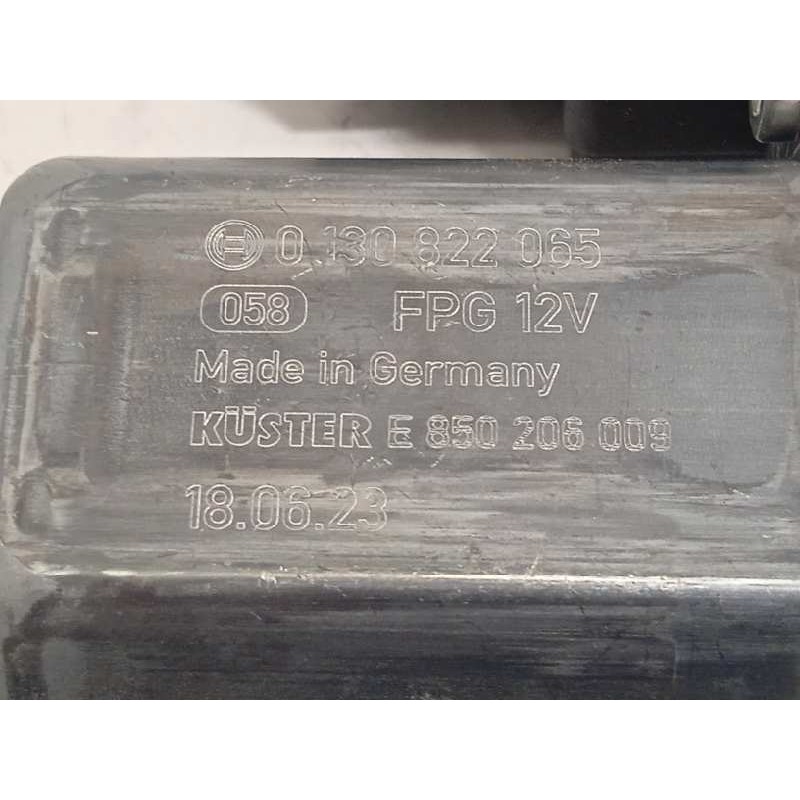 0 130 822 065
058 FPG 12V
Made in Germany
KÜSTER E 850 206 009
18.06.23